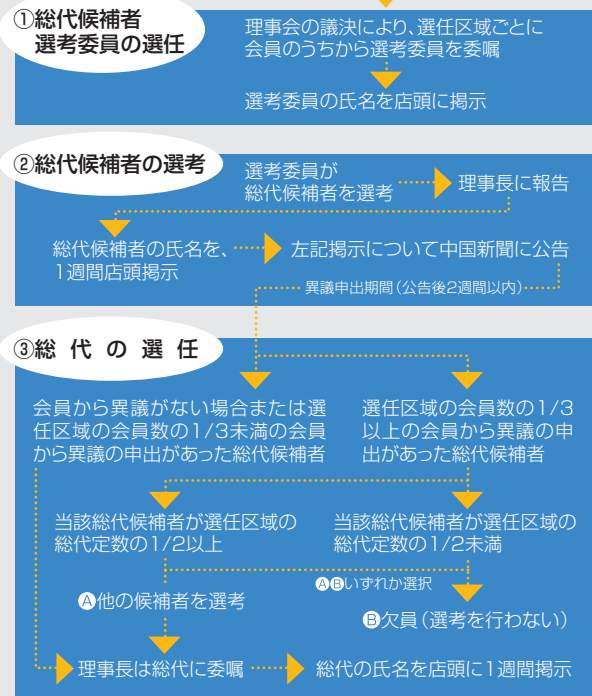 ①総代候補者
選考委員の選任
理事会の議決により、選任区域ごとに
会員のうちから選考委員を委嘱
選考委員の氏名を店頭に掲示
②総代候補者の選考
選考委員が
総代候補者を選考
理事長に報告
総代候補者の氏名を、
1週間店頭掲示
左記掲示について中国新聞に公告
異議申出期間(公告後2週間以内)
③総代の選任
会員から異議がない場合または選
任区域の会員数の1/3未満の会員
から異議の申出があった総代候補者
選任区域の会員数の1/3
以上の会員から異議の申
出があった総代候補者
当該総代候補者が選任区域の
総代定数の1/2以上
当該総代候補者が選任区域の
総代定数の1/2未満
ⒶⒷいずれか選択
Ⓐ他の候補者を選考
Ⓑ欠員(選考を行わない)
理事長は総代に委嘱
総代の氏名を店頭に1週間掲示